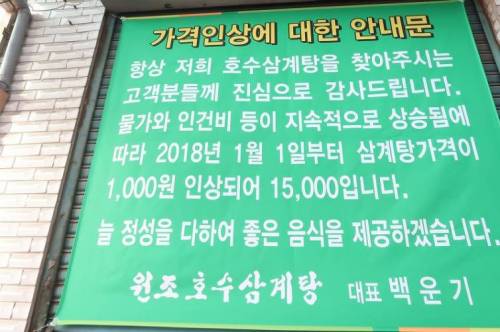 가격인상에 대한 안내문
항상 저희 호수삼계탕을 찾아주시는
고객분들께 진심으로 감사드립니다.
물가와 인건비 등이 지속적으로 상승됨에
따라 2018년 1월 1일부터 삼계탕가격이
1,000원 인상되어 15,000입니다.
늘 정성을 다하여 좋은 음식을 제공하겠습니다.
원조호수삼계탕 대표 백운기